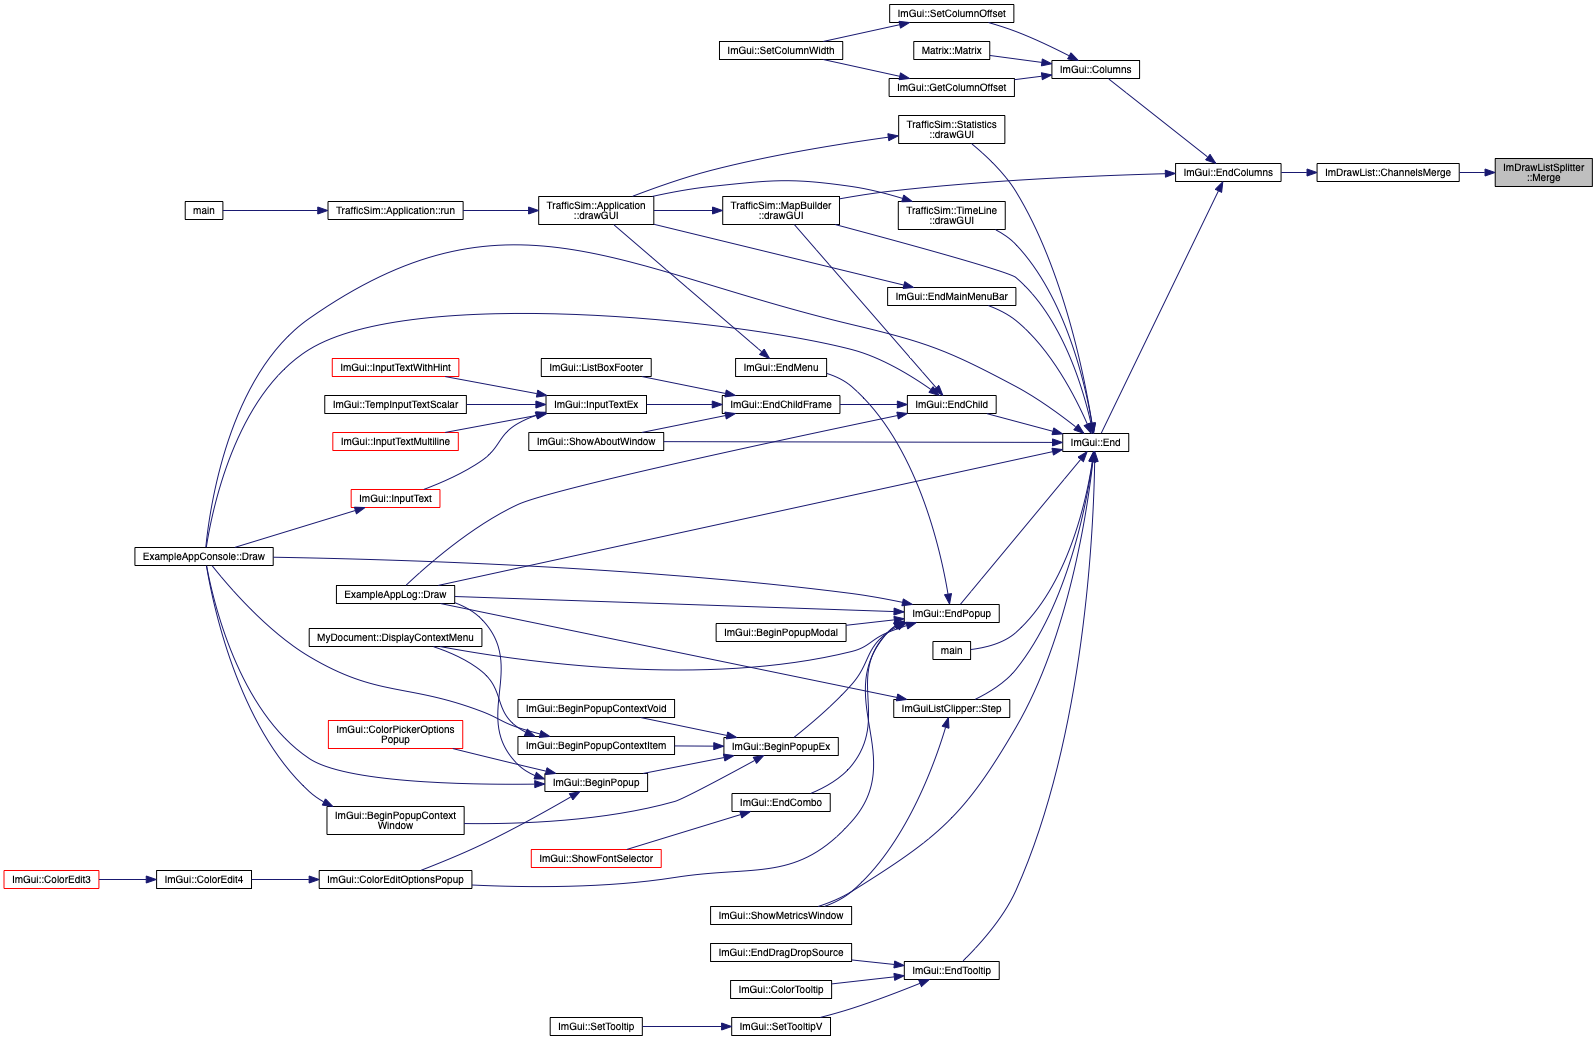 ImGui::SetColumnOffset
ImGui::SetColumnWidth
Matrix::Matrix
ImGui::Columns
ImGui::GetColumnOffset
TrafficSim::Statistics
::drawGUI
ImGui::EndColumns
ImDrawList::ChannelsMerge
ImDrawListSplitter
::Merge
main
TrafficSim::Application::run
TrafficSim::Application
::drawGUI
TrafficSim::MapBuilder
::drawGUI
TrafficSim::TimeLine
::drawGUI
ImGui::EndMainMenuBar
ImGui::InputTextWithHint
ImGui::ListBoxFooter
ImGui::EndMenu
ImGui::TempInputTextScalar
ImGui::InputTextEx
ImGui::EndChildFrame
ImGui::EndChild
ImGui::InputTextMultiline
ImGui::ShowAboutWindow
ImGui::End
ImGui::InputText
ExampleAppConsole::Draw
ExampleAppLog::Draw
ImGui::EndPopup
MyDocument::DisplayContextMenu
ImGui::BeginPopupModal
main
ImGui::BeginPopupContextVoid
ImGuiListClipper::Step
ImGui::ColorPickerOptions
Popup
ImGui::BeginPopupContextItem
ImGui::BeginPopupEx
ImGui::BeginPopup
ImGui::EndCombo
ImGui::BeginPopupContext
Window
ImGui::ShowFontSelector
ImGui::ColorEdit3
ImGui::ColorEdit4
ImGui::ColorEditOptionsPopup
ImGui::ShowMetricsWindow
ImGui::EndDragDropSource
ImGui::EndTooltip
ImGui::ColorTooltip
ImGui::SetTooltip
ImGui::SetTooltipV